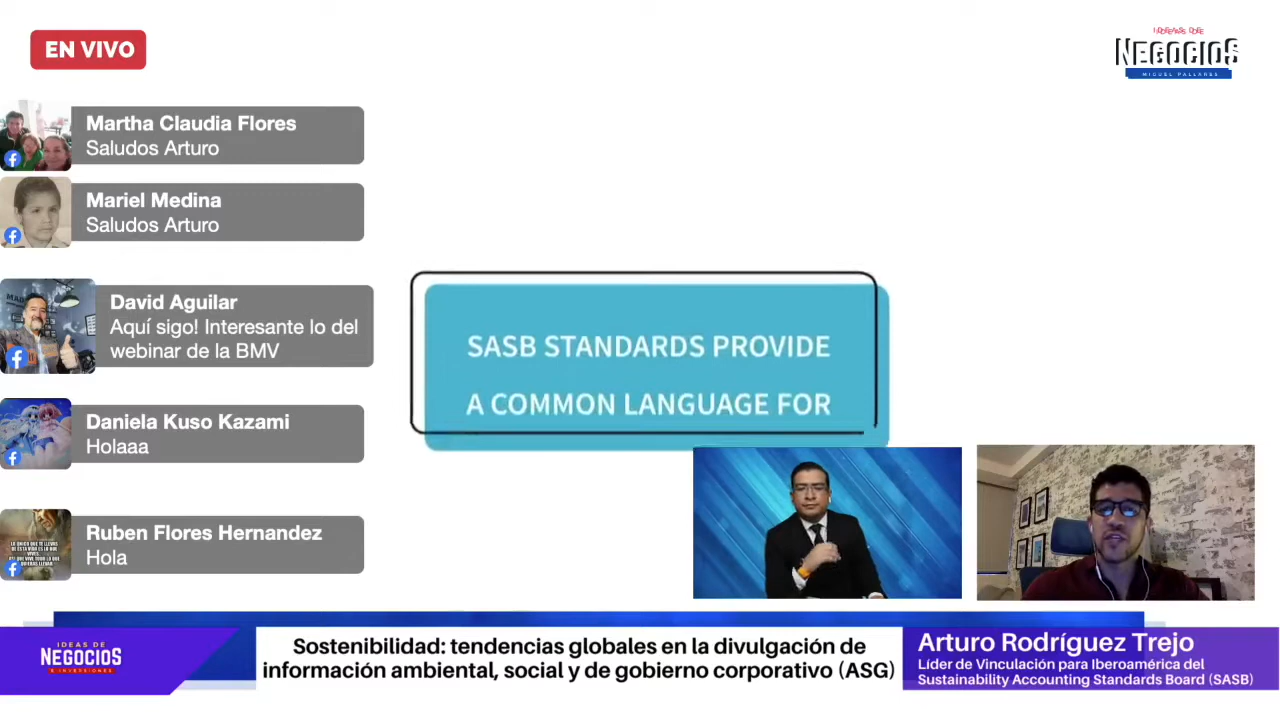 EN VIVO
NEGOCIOS
MIGUEL PALLARES
Martha Claudia Flores
Saludos Arturo
Mariel Medina
Saludos Arturo
David Aguilar
Aquí sigo! Interesante lo del
webinar de la BMV
Daniela Kuso Kazami
Holaaa
Ruben Flores Hernandez
Hola
SASB STANDARDS PROVIDE
A COMMON LANGUAGE FOR
IDEAS DE
NEGOCIOS
E INVERSIONES
Sostenibilidad: tendencias globales en la divulgación de
información ambiental, social y de gobierno corporativo (ASG)
Arturo Rodríguez Trejo
Líder de Vinculación para Iberoamérica del
Sustainability Accounting Standards Board (SASB)